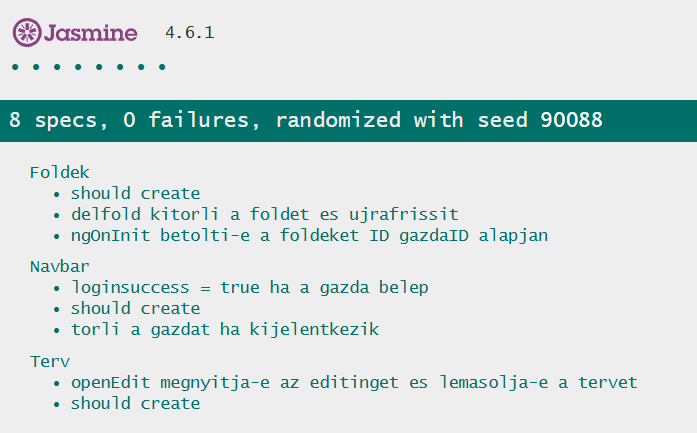 Jasmine 4.6.1
• • • • • • • •
8 specs, 0 failures, randomized with seed 90088
Foldek
• should create
• delfold kitorli a foldet es ujrafrissit
• ngOnInit betolti-e a foldeket ID gazdaID alapjan
Navbar
• loginsuccess = true ha a gazda belep
• should create
• torli a gazdat ha kijelentkezik
Terv
• openEdit megnyitja-e az editinget es lemasolja-e a tervet
• should create